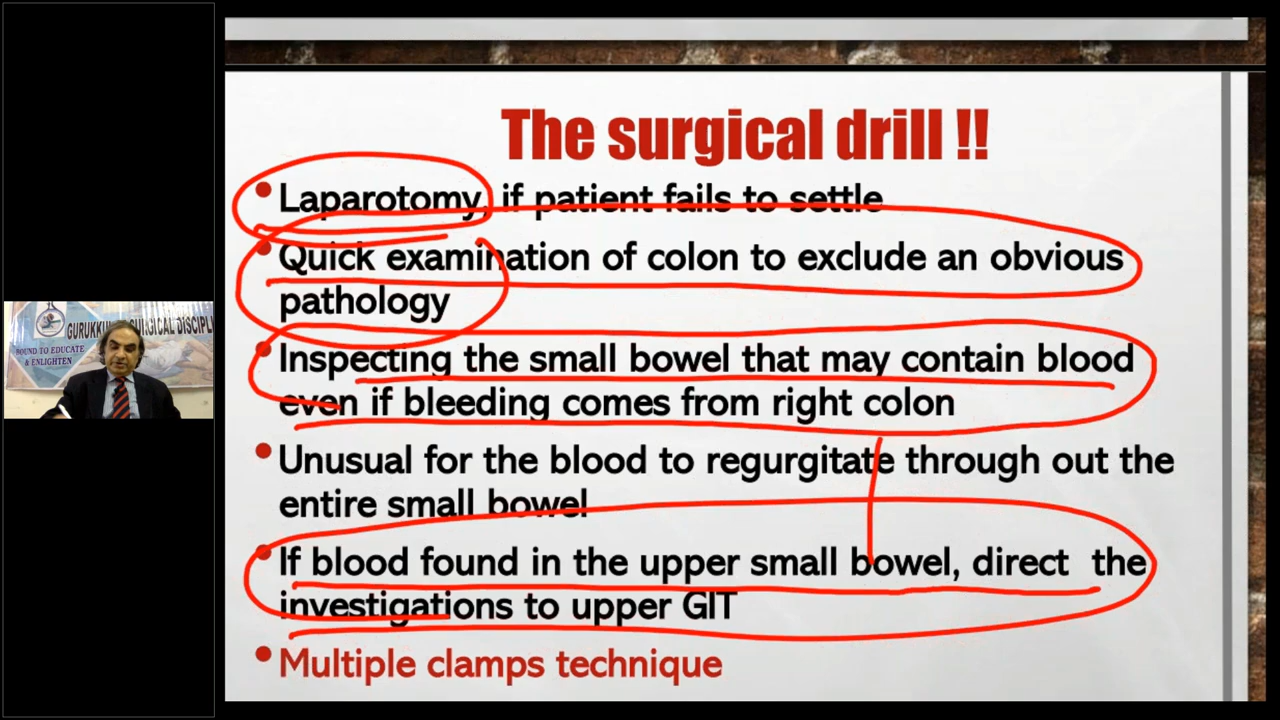 The surgical drill !!
• Laparotomy, if patient fails to settle
• Quick examination of colon to exclude an obvious
pathology
• Inspecting the small bowel that may contain blood
even if bleeding comes from right colon
• Unusual for the blood to regurgitate through out the
entire small bowel
• If blood found in the upper small bowel, direct the
investigations to upper GIT
• Multiple clamps technique
BOUND TO EDUCATE
& ENLIGHTEN